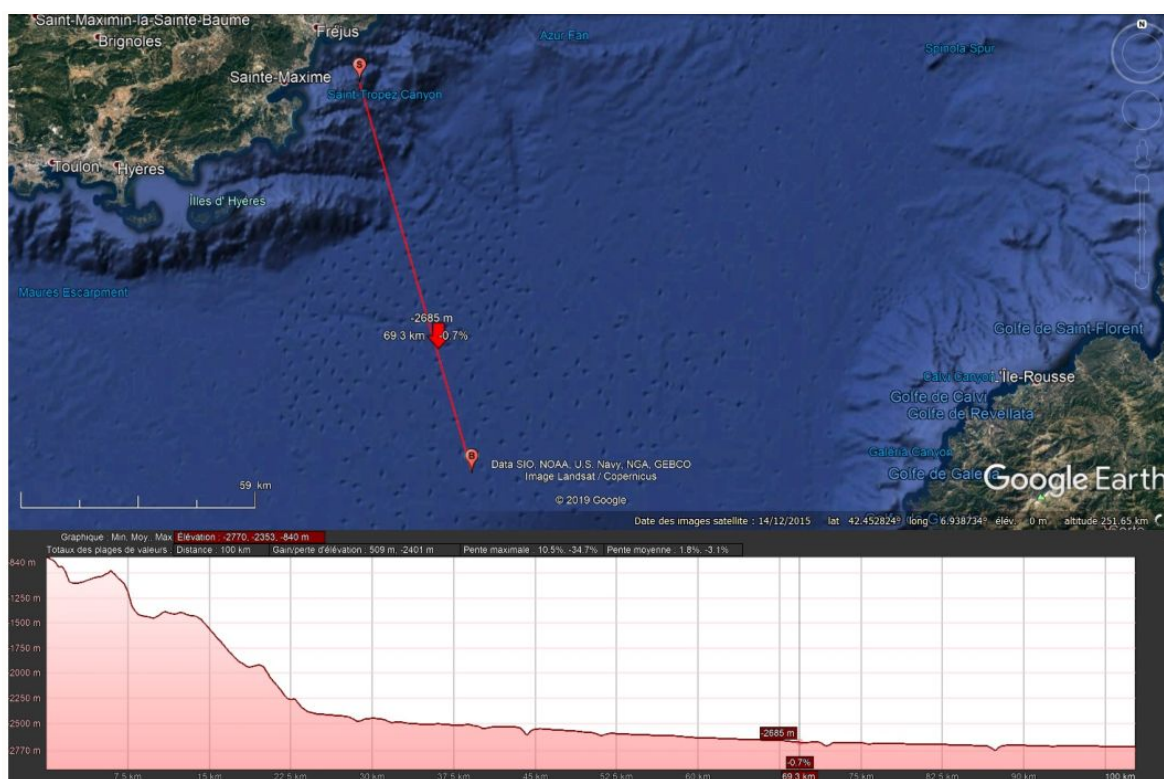 Saint-Maximin-la-Sainte-Baume
Fréjus
Brignoles
Azur Fan
Spinola Spur
N
S
Sainte-Maxime
Saint-Tropez Canyon
Toulon
Hyères
Îlles d' Hyères
Maures Escarpment
-2685 m
69.3 km -0.7%
Golfe de Saint-Florent
Calvi Canyon
L'Île-Rousse
Golfe de Calvi
Golfe de Revellata
Galeria Canyon
Golfe de Galeria
B
Data SIO, NOAA, U.S. Navy, NGA, GEBCO
Image Landsat / Copernicus
© 2019 Google
Google Earth
59 km
Date des images satellite : 14/12/2015 lat 42.452824° long 6.938734° élév. 0 m altitude 251.65 km
Graphique : Min. Moy.. Max Élévation : -2770, -2353, -840 m
Totaux des plages de valeurs : Distance : 100 km Gain/perte d'élévation : 509 m, -2401 m Pente maximale : 10.5%, -34.7% Pente moyenne : 1.8%, -3.1%
-840 m
-1250 m
-1500 m
-1750 m
-2000 m
-2250 m
-2500 m
-2770 m
-2685 m
-0.7%
7.5 km 15 km 22.5 km 30 km 37.5 km 45 km 52.5 km 60 km 69.3 km 75 km 82.5 km 90 km 100 km